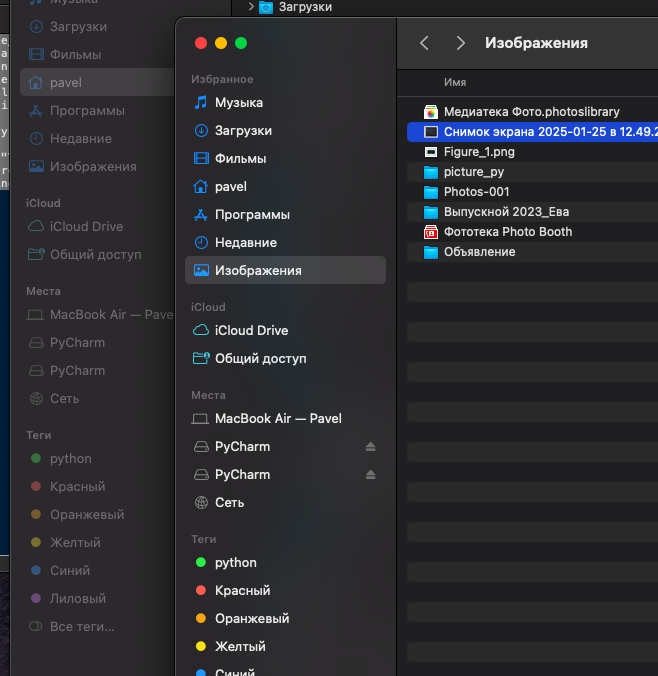 Музыка
Загрузки
Фильмы
pavel
Программы
Недавние
Изображения
iCloud
iCloud Drive
Общий доступ
Места
MacBook Air — Pave
PyCharm
PyCharm
Сеть
Теги
python
Красный
Оранжевый
Желтый
Синий
Лиловый
Все теги...
Загрузки
Избранное
Музыка
Загрузки
Фильмы
pavel
Программы
Недавние
Изображения
iCloud
iCloud Drive
Общий доступ
Места
MacBook Air — Pavel
PyCharm
PyCharm
Сеть
Теги
python
Красный
Оранжевый
Желтый
Синий
Изображения
Имя
Медиатека Фото.photoslibrary
Снимок экрана 2025-01-25 в 12.49.2
Figure_1.png
picture_py
Photos-001
Выпускной 2023_Ева
Фототека Photo Booth
Объявление